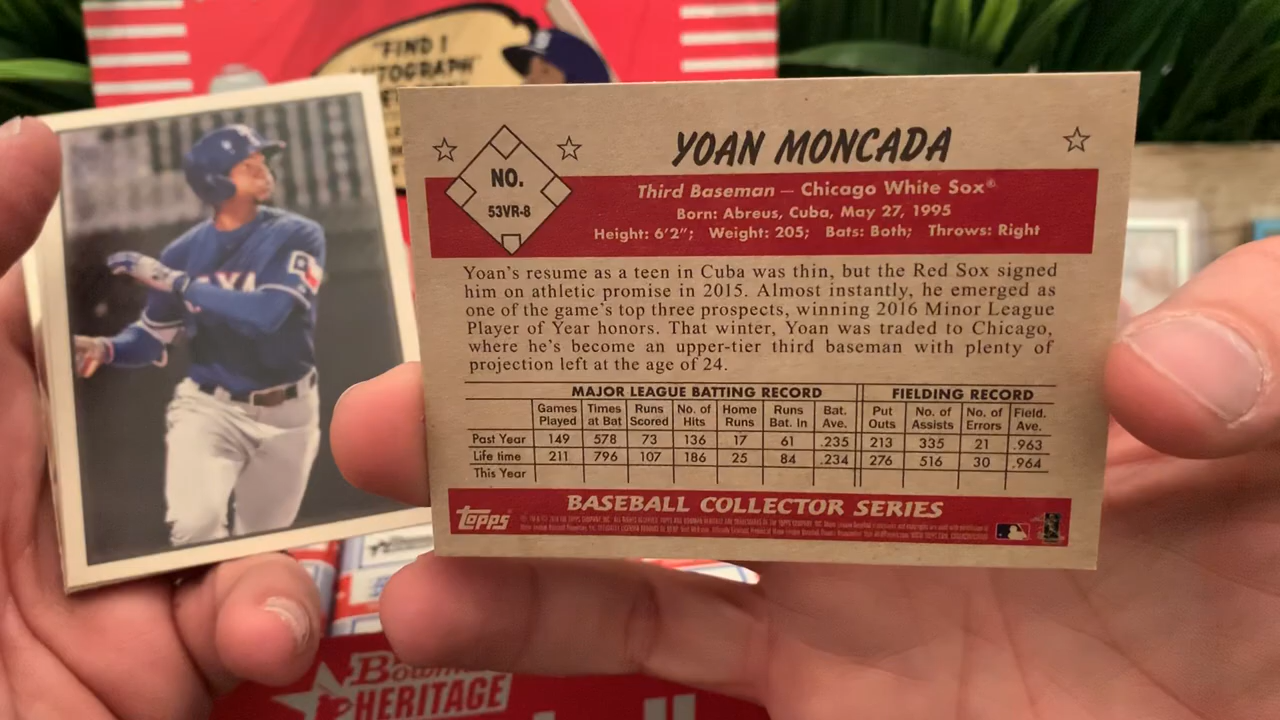 "FIND 1
AUTOGRAPH
NO.
53VR-8
YOAN MONCADA
Third Baseman — Chicago White Sox®
Born: Abreus, Cuba, May 27, 1995
Height: 6'2"; Weight: 205; Bats: Both; Throws: Right
Yoan's resume as a teen in Cuba was thin, but the Red Sox signed
him on athletic promise in 2015. Almost instantly, he emerged as
one of the game's top three prospects, winning 2016 Minor League
Player of Year honors. That winter, Yoan was traded to Chicago,
where he's become an upper-tier third baseman with plenty of
projection left at the age of 24.
MAJOR LEAGUE BATTING RECORD FIELDING RECORD
Games Played Times at Bat Runs Scored No. of Hits Home Runs Runs Bat. In Bat. Ave. Put Outs No. of Assists No. of Errors Field. Ave.
Past Year 149 578 73 136 17 61 .235 213 335 21 .963
Life time 211 796 107 186 25 84 .234 276 516 30 .964
This Year
BASEBALL COLLECTOR SERIES
Topps
Bowman
HERITAGE